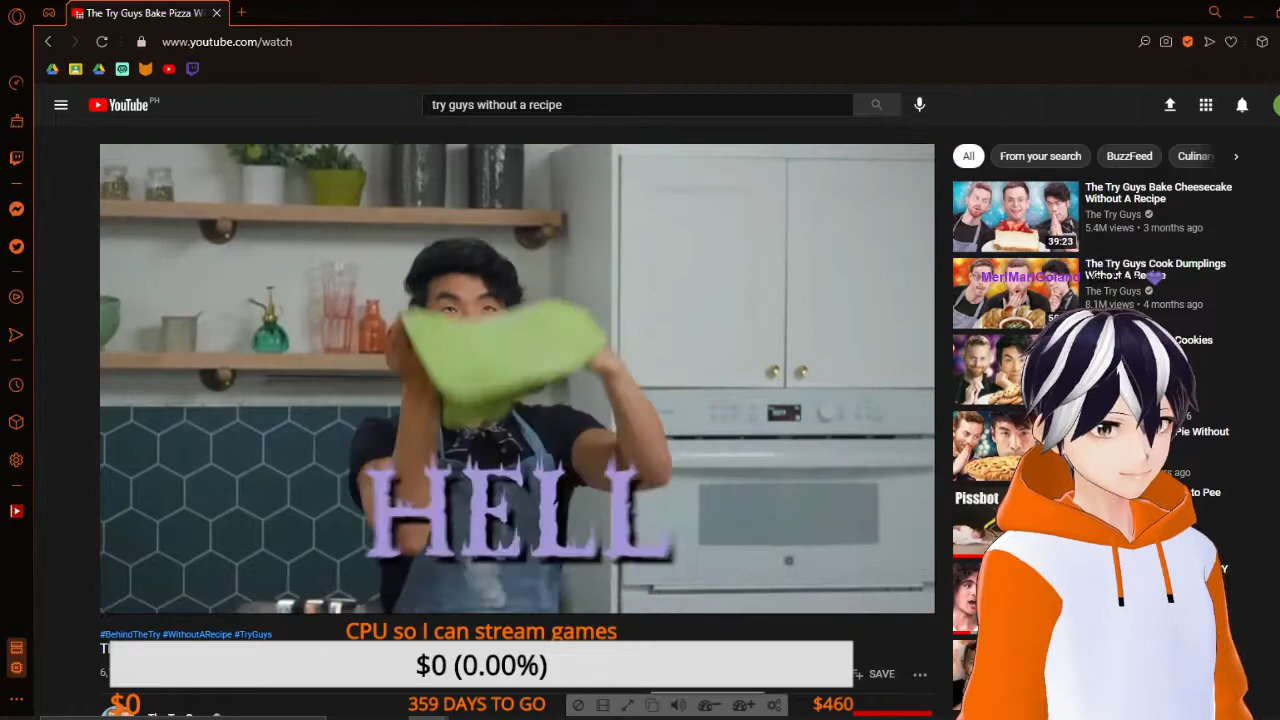 The Try Guys Bake Pizza Wi
www.youtube.com/watch
YouTube PH
try guys without a recipe
All
From your search
BuzzFeed
Culinar
The Try Guys Bake Cheesecake
Without A Recipe
The Try Guys
5.4M views • 3 months ago
39:23
The Try Guys Cook Dumplings
The Try Guys
8.1M views • 4 months ago
Cookies
Pie Without
to Pee
Pissbot
HELL
#BehindTheTry #WithoutARecipe #TryGuys
CPU so I can stream games
$0 (0.00%)
SAVE
$0
359 DAYS TO GO
$460